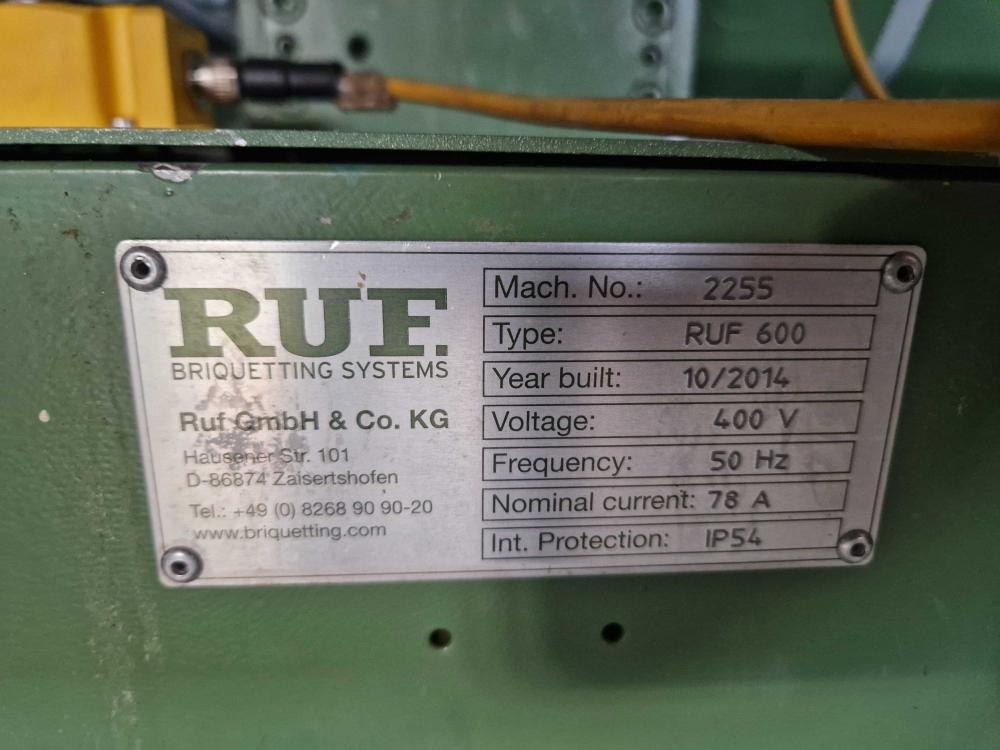 RUF.
BRIQUETTING SYSTEMS
Ruf GmbH & Co. KG
Hausener Str. 101
D-86874 Zaisertshofen
Tel.: +49 (0) 8268 90 90-20
www.briquetting.com
Mach. No.: 2255
Type: RUF 600
Year built: 10/2014
Voltage: 400 V
Frequency: 50 Hz
Nominal current: 78 A
Int. Protection: IP54